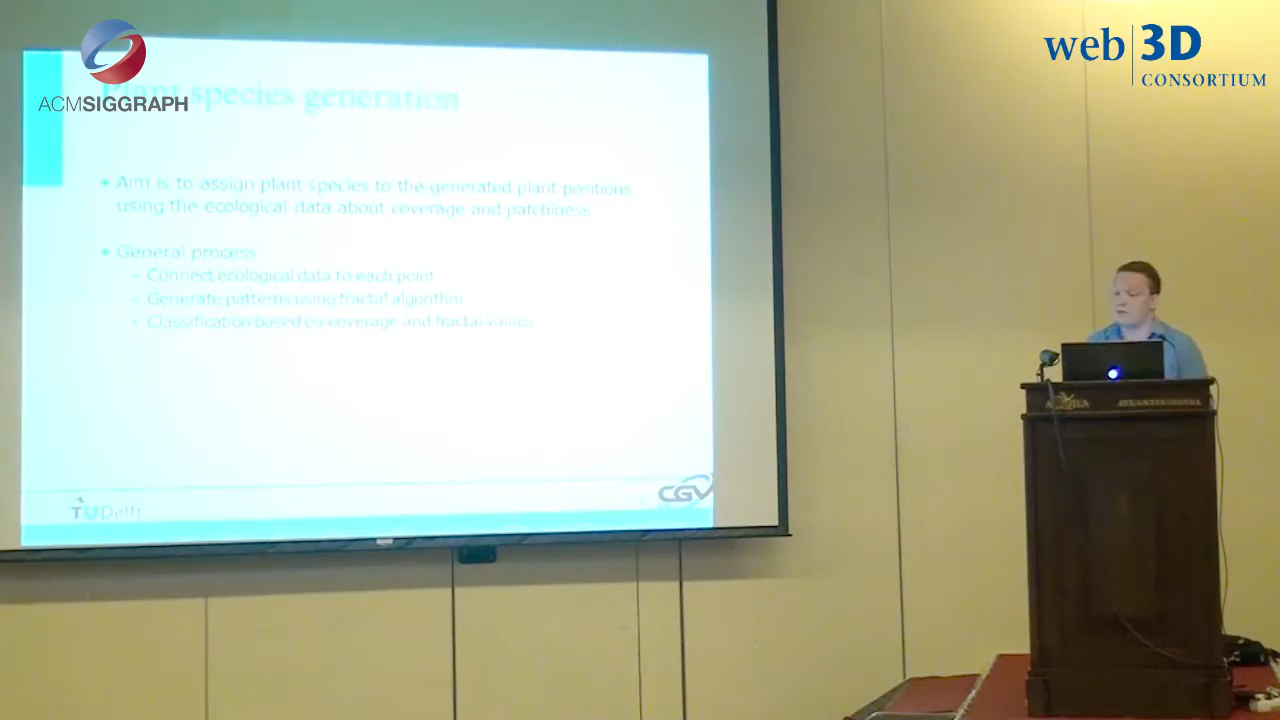 ACMSIGGRAPH
web 3D
CONSORTIUM
Plant species generation
Aim is to assign plant species to the generated plant positions
using the ecological data about coverage and patchiness
General process
Connect ecological data to each point
Generate patterns using fractal algorithm
Classification based on coverage and fractal values
TUDelft
CGV
ATLANTIS HOTEL